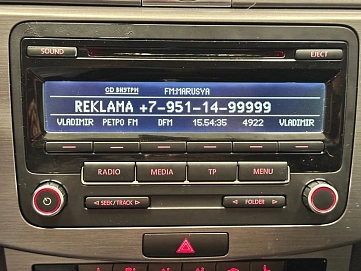 SOUND
EJECT
CD ВНУТРИ FM:MARUSYA
REKLAMA +7-951-14-99999
VLADIMIR РЕТРО FM DFM 15.54:35 4922 VLADIMIR
RADIO MEDIA TP MENU
SEEK/TRACK FOLDER